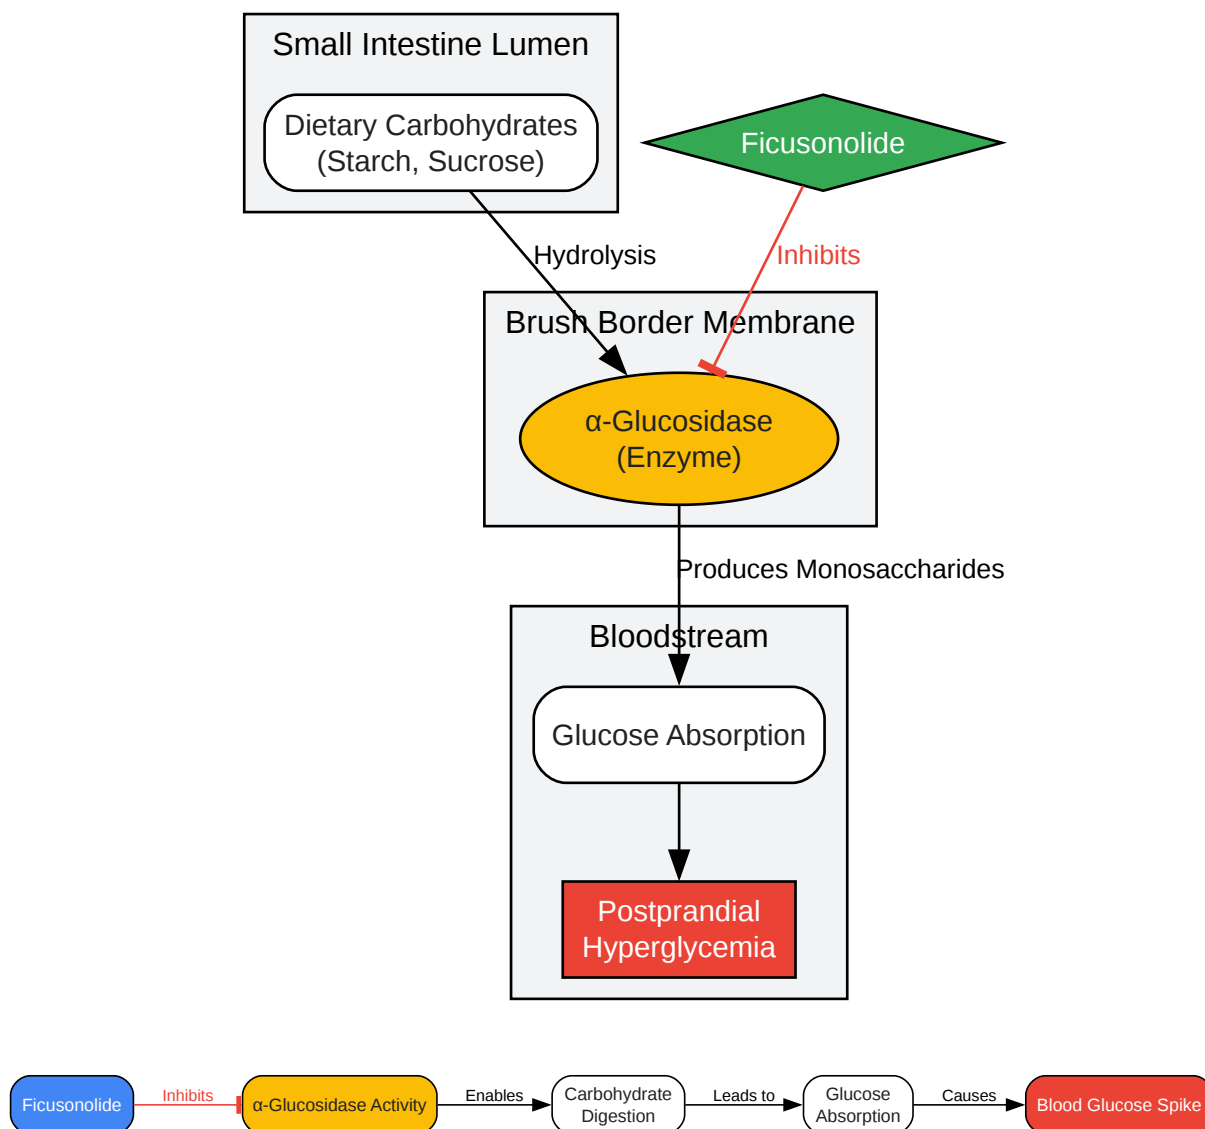 Small Intestine Lumen
Dietary Carbohydrates
(Starch, Sucrose)
Ficusonolide
Hydrolysis
Inhibits
Brush Border Membrane
α-Glucosidase
(Enzyme)
Produces Monosaccharides
Bloodstream
Glucose Absorption
Postprandial
Hyperglycemia
Ficusonolide
Inhibits
α-Glucosidase Activity
Enables
Carbohydrate
Digestion
Leads to
Glucose
Absorption
Causes
Blood Glucose Spike